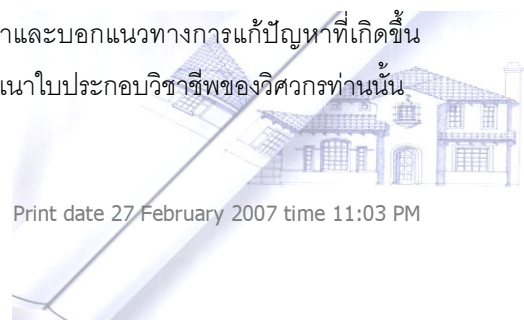 าและบอกแนวทางการแก้ปัญหาที่เกิดขึ้น
เนาใบประกอบวิชาชีพของวิศวกรท่านนั้น
Print date 27 February 2007 time 11:03 PM